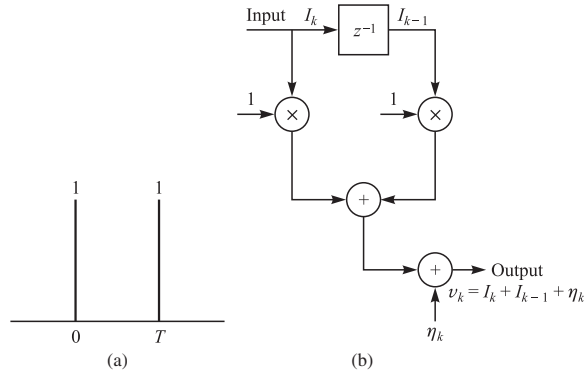 Input
I_k
I_{k−1}
z^{−1}
1
×
1
×
1
1
+
+
Output
v_k = I_k + I_{k−1} + η_k
η_k
0
T
(a)
(b)